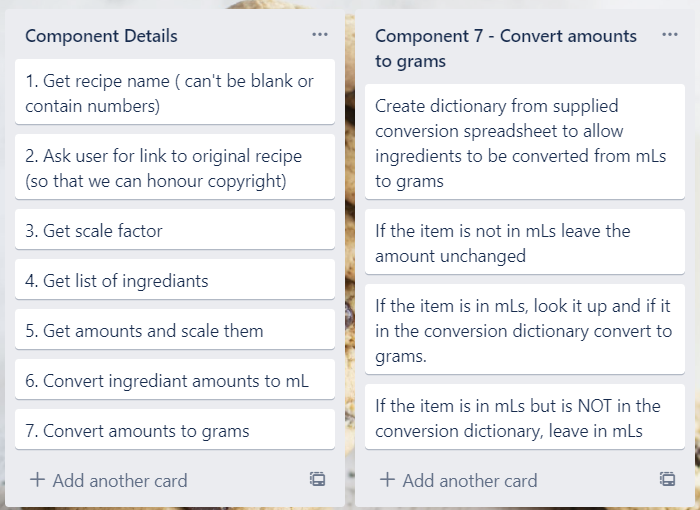 Component Details
1. Get recipe name ( can't be blank or
contain numbers)
2. Ask user for link to original recipe
(so that we can honour copyright)
3. Get scale factor
4. Get list of ingrediants
5. Get amounts and scale them
6. Convert ingrediant amounts to mL
7. Convert amounts to grams
+ Add another card
Component 7 - Convert amounts
to grams
Create dictionary from supplied
conversion spreadsheet to allow
ingredients to be converted from mLs
to grams
If the item is not in mLs leave the
amount unchanged
If the item is in mLs, look it up and if it
in the conversion dictionary convert to
grams.
If the item is in mLs but is NOT in the
conversion dictionary, leave in mLs
+ Add another card